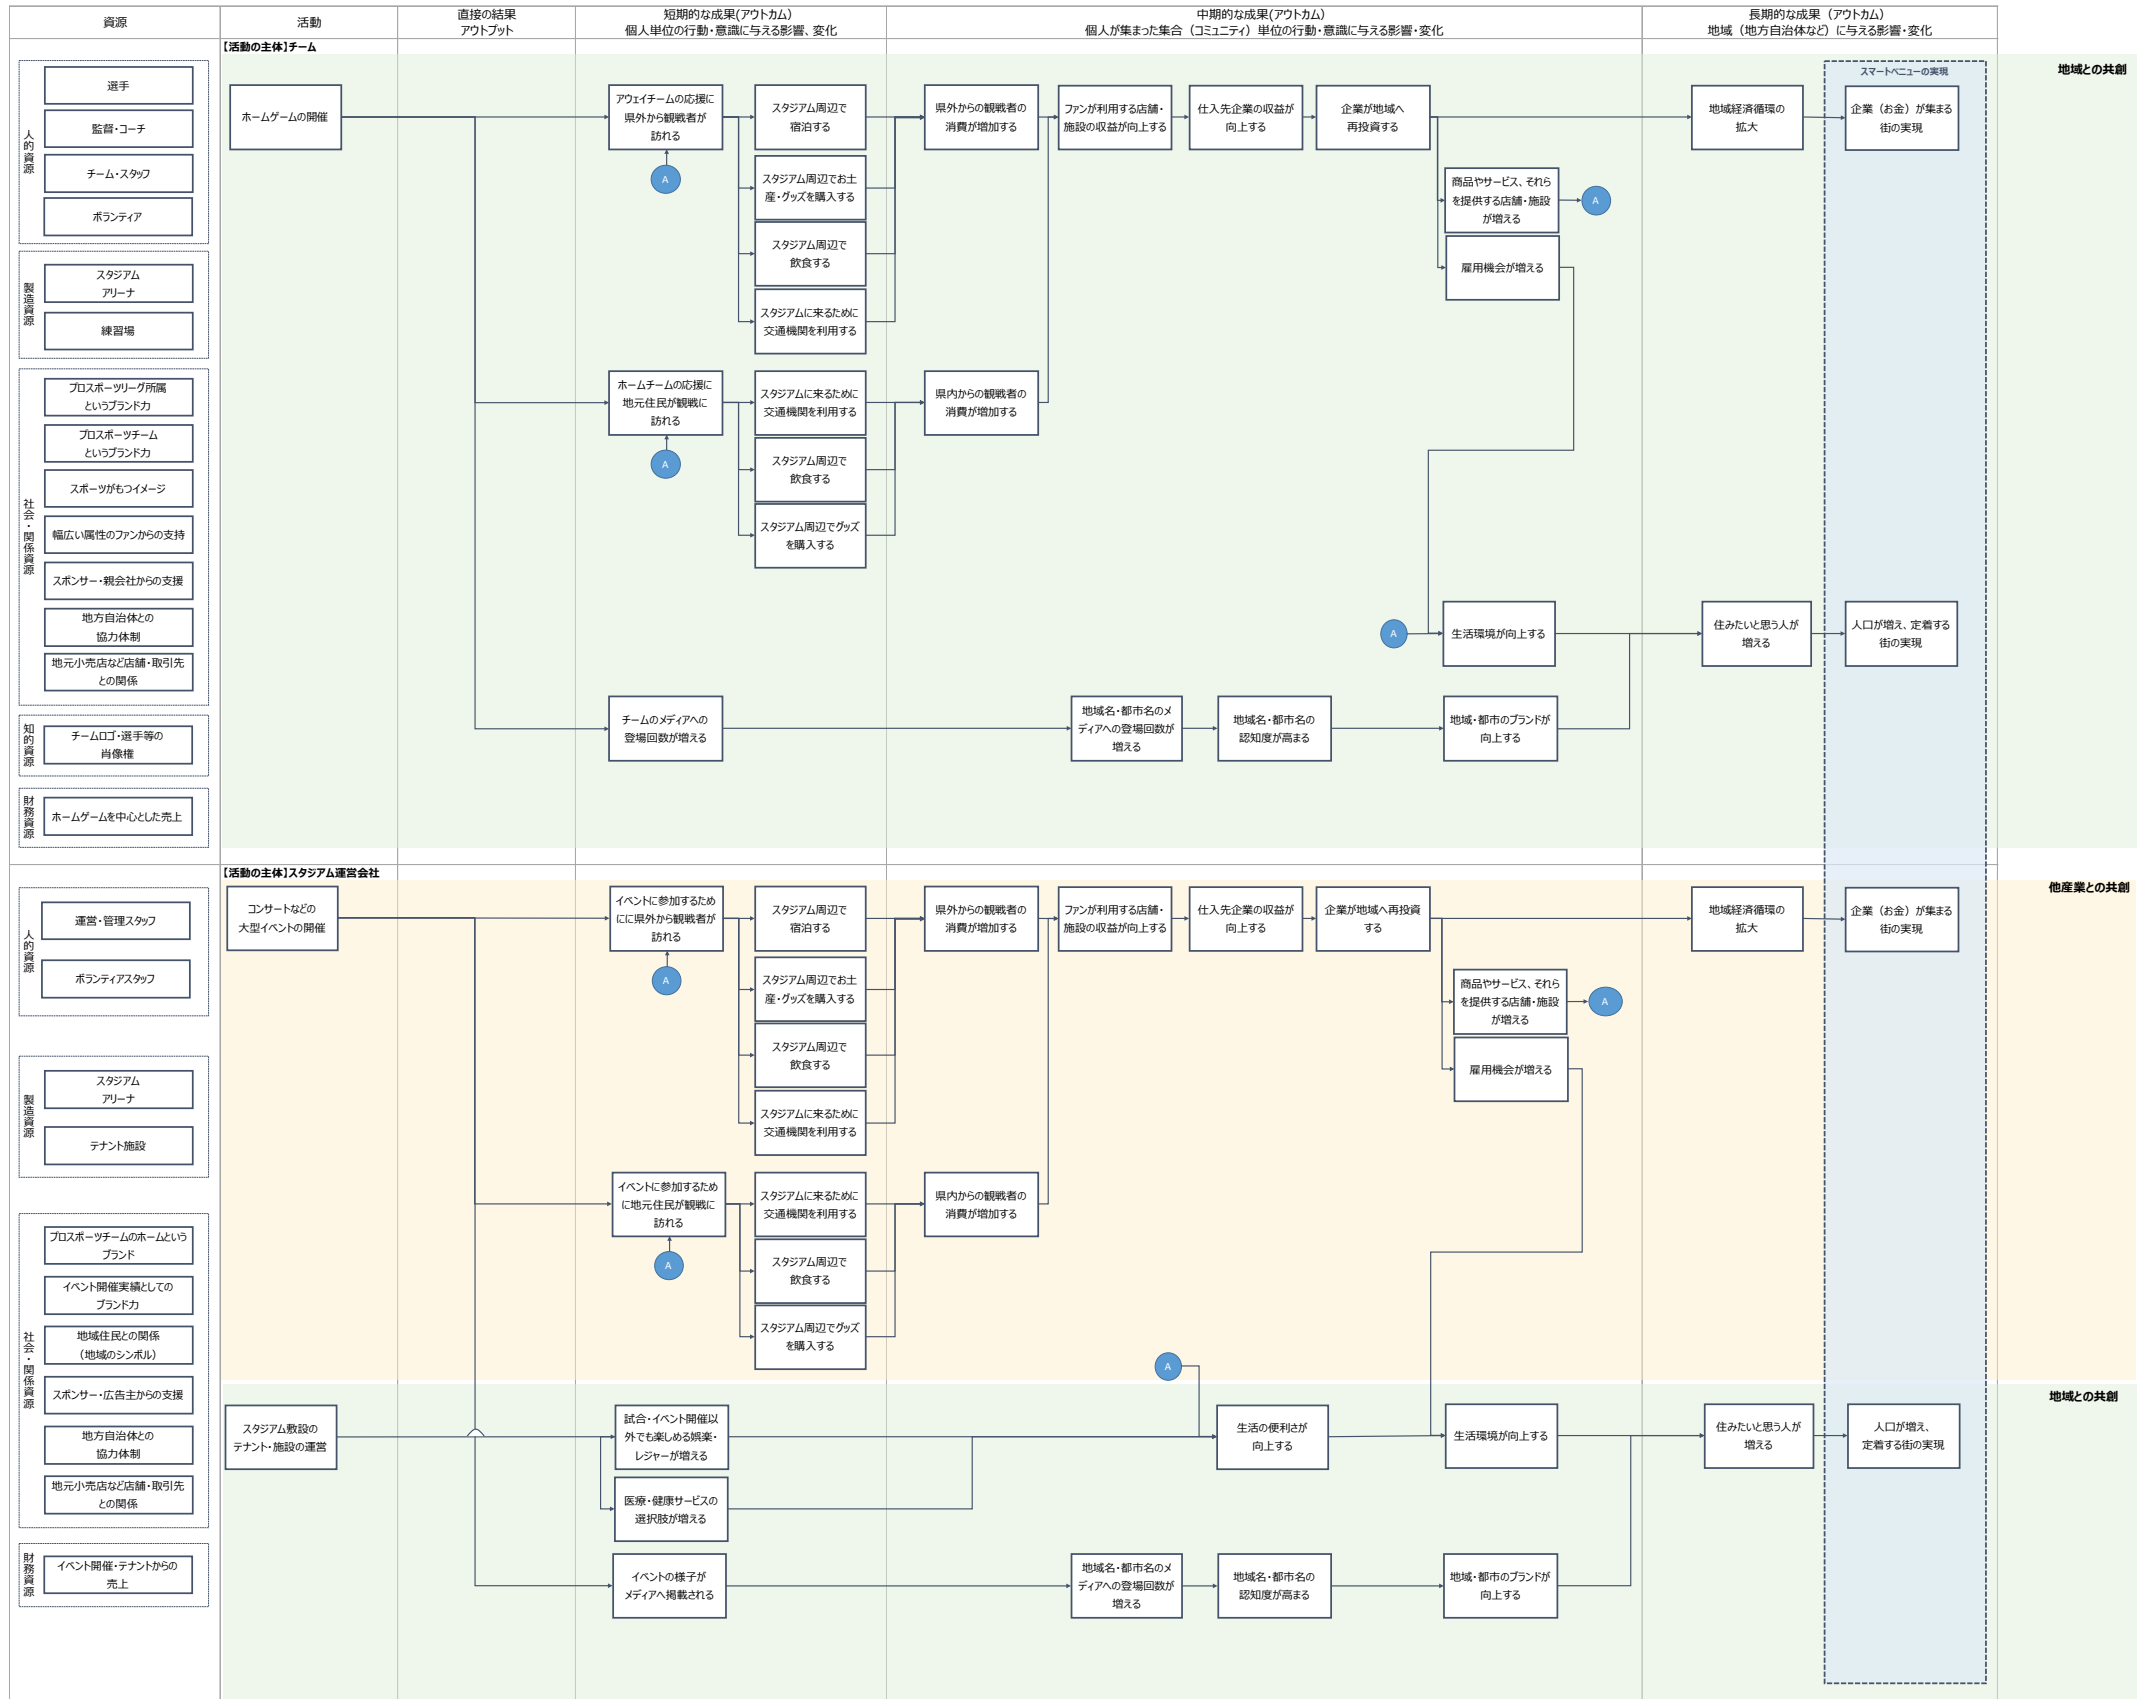 資源
活動
直接の結果
アウトプット
短期的な成果(アウトカム)
個人単位の行動・意識に与える影響、変化
中期的な成果(アウトカム)
個人が集まった集合（コミュニティ）単位の行動・意識に与える影響・変化
長期的な成果（アウトカム）
地域（地方自治体など）に与える影響・変化
【活動の主体】チーム
地域との共創
スマートベニューの実現
人的資源
選手
監督・コーチ
チーム・スタッフ
ボランティア
製造資源
スタジアム
アリーナ
練習場
社会・関係資源
プロスポーツリーグ所属
というブランド力
プロスポーツチーム
というブランド力
スポーツがもつイメージ
幅広い属性のファンからの支持
スポンサー・親会社からの支援
地方自治体との
協力体制
地元小売店など店舗・取引先
との関係
知的資源
チームロゴ・選手等の
肖像権
財務資源
ホームゲームを中心とした売上
ホームゲームの開催
アウェイチームの応援に
県外から観戦者が
訪れる
A
スタジアム周辺で
宿泊する
スタジアム周辺でお土
産・グッズを購入する
スタジアム周辺で
飲食する
スタジアムに来るために
交通機関を利用する
県外からの観戦者の
消費が増加する
ファンが利用する店舗・
施設の収益が向上する
仕入先企業の収益が
向上する
企業が地域へ
再投資する
商品やサービス、それら
を提供する店舗・施設
が増える
A
雇用機会が増える
地域経済循環の
拡大
企業（お金）が集まる
街の実現
ホームチームの応援に
地元住民が観戦に
訪れる
A
スタジアムに来るために
交通機関を利用する
スタジアム周辺で
飲食する
スタジアム周辺でグッズ
を購入する
県内からの観戦者の
消費が増加する
A
生活環境が向上する
住みたいと思う人が
増える
人口が増え、定着する
街の実現
チームのメディアへの
登場回数が増える
地域名・都市名のメ
ディアへの登場回数が
増える
地域名・都市名の
認知度が高まる
地域・都市のブランドが
向上する
【活動の主体】スタジアム運営会社
他産業との共創
人的資源
運営・管理スタッフ
ボランティアスタッフ
製造資源
スタジアム
アリーナ
テナント施設
社会・関係資源
プロスポーツチームのホームという
ブランド
イベント開催実績としての
ブランド力
地域住民との関係
（地域のシンボル）
スポンサー・広告主からの支援
地方自治体との
協力体制
地元小売店など店舗・取引先
との関係
財務資源
イベント開催・テナントからの
売上
コンサートなどの
大型イベントの開催
イベントに参加するため
にに県外から観戦者が
訪れる
A
スタジアム周辺で
宿泊する
スタジアム周辺でお土
産・グッズを購入する
スタジアム周辺で
飲食する
スタジアムに来るために
交通機関を利用する
県外からの観戦者の
消費が増加する
ファンが利用する店舗・
施設の収益が向上する
仕入先企業の収益が
向上する
企業が地域へ再投資
する
商品やサービス、それら
を提供する店舗・施設
が増える
A
雇用機会が増える
地域経済循環の
拡大
企業（お金）が集まる
街の実現
イベントに参加するため
に地元住民が観戦に
訪れる
A
スタジアムに来るために
交通機関を利用する
スタジアム周辺で
飲食する
スタジアム周辺でグッズ
を購入する
県内からの観戦者の
消費が増加する
A
地域との共創
スタジアム敷設の
テナント・施設の運営
試合・イベント開催以
外でも楽しめる娯楽・
レジャーが増える
医療・健康サービスの
選択肢が増える
生活の便利さが
向上する
生活環境が向上する
住みたいと思う人が
増える
人口が増え、
定着する街の実現
イベントの様子が
メディアへ掲載される
地域名・都市名のメ
ディアへの登場回数が
増える
地域名・都市名の
認知度が高まる
地域・都市のブランドが
向上する